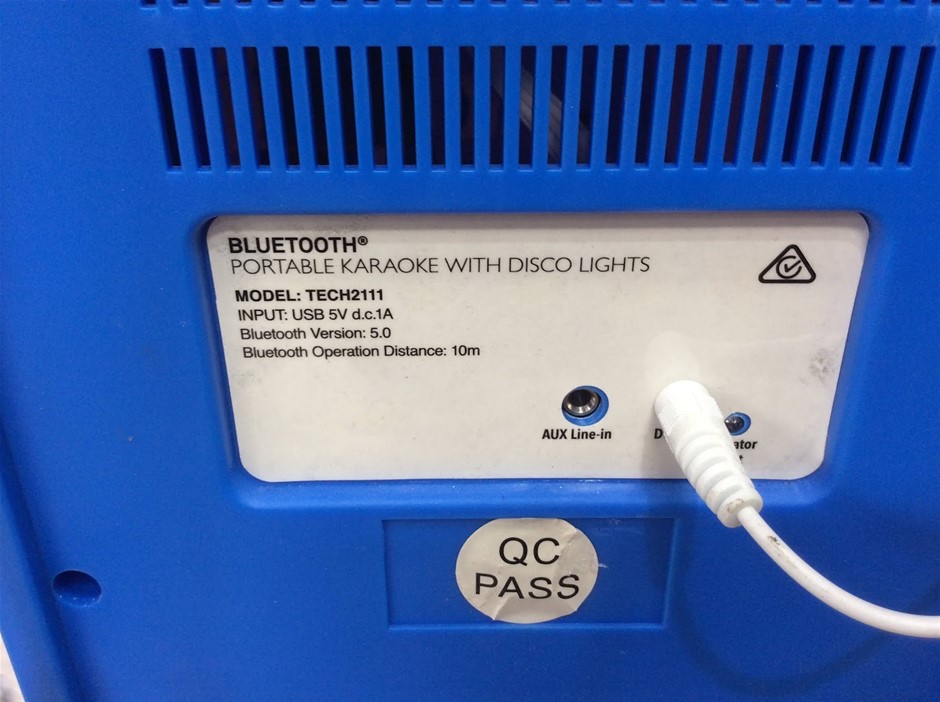 BLUETOOTH®
PORTABLE KARAOKE WITH DISCO LIGHTS
MODEL: TECH2111
INPUT: USB 5V d.c.1A
Bluetooth Version: 5.0
Bluetooth Operation Distance: 10m
AUX Line-in
QC
PASS